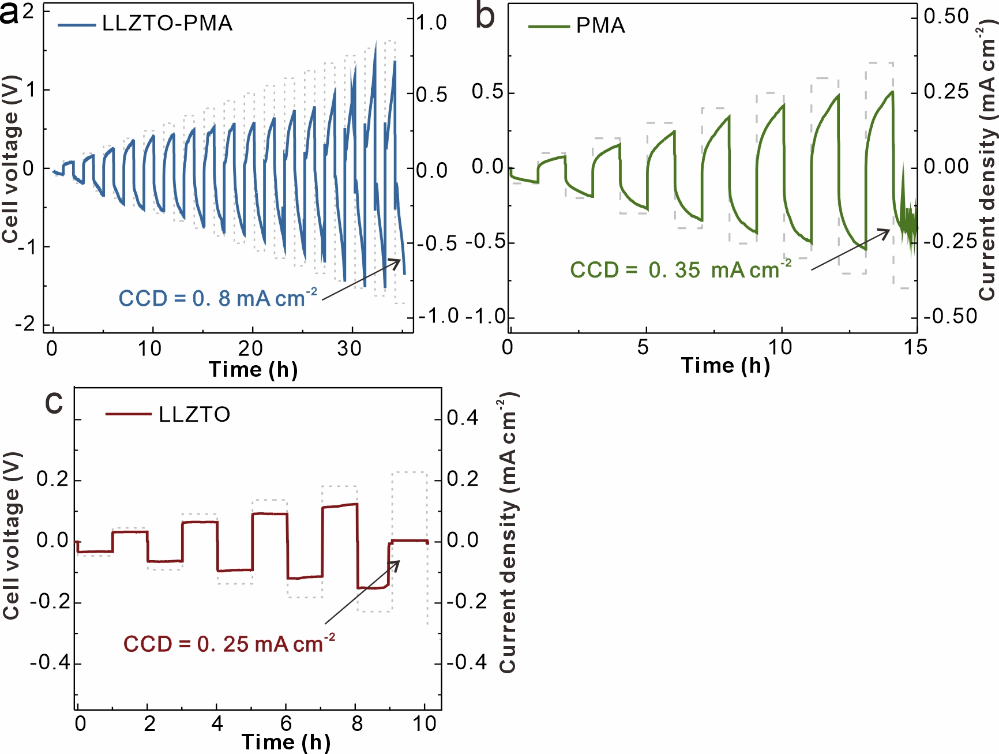 a
LLZTO-PMA
2
1
0
-1
-2
1.0
0.5
0.0
-0.5
-1.0
Cell voltage (V)
CCD = 0. 8 mA cm-2
0 10 20 30
Time (h)
b
PMA
0.5
0.0
-0.5
-1.0
0.50
0.25
0.00
-0.25
-0.50
Current density (mA cm-2)
CCD = 0. 35 mA cm-2
0 5 10 15
Time (h)
c
LLZTO
0.2
0.0
-0.2
-0.4
0.4
0.2
0.0
-0.2
-0.4
Cell voltage (V)
Current density (mA cm-2)
CCD = 0. 25 mA cm-2
0 2 4 6 8 10
Time (h)